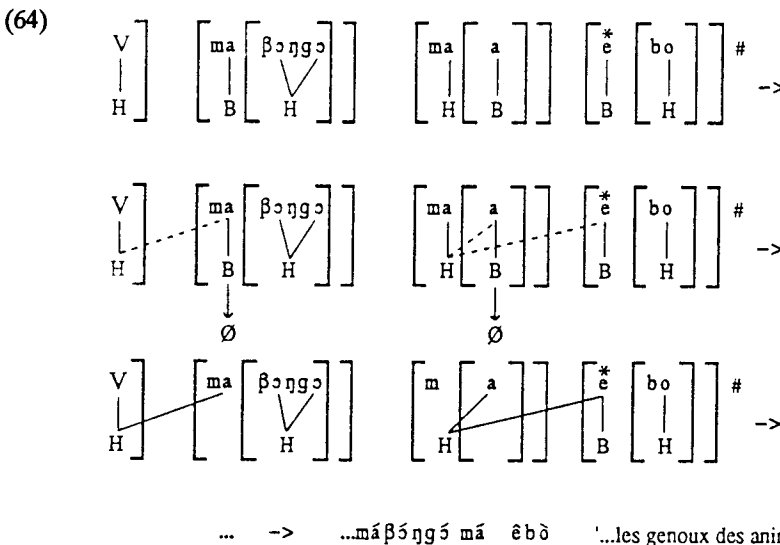 (64)
*
V ] [ ma [ βɔŋgɔ ] ] [ ma [ a ] ] [ e [ bo ] ] #
H B H H B B H ->
*
V ] [ ma [ βɔŋgɔ ] ] [ ma [ a ] ] [ e [ bo ] ] #
H B H H B B H ->
Ø Ø
*
V ] [ ma [ βɔŋgɔ ] ] [ m [ a ] ] [ e [ bo ] ] #
H H H B H ->
... -> ...máβɔ́ŋgɔ́ má êbò '...les genoux des